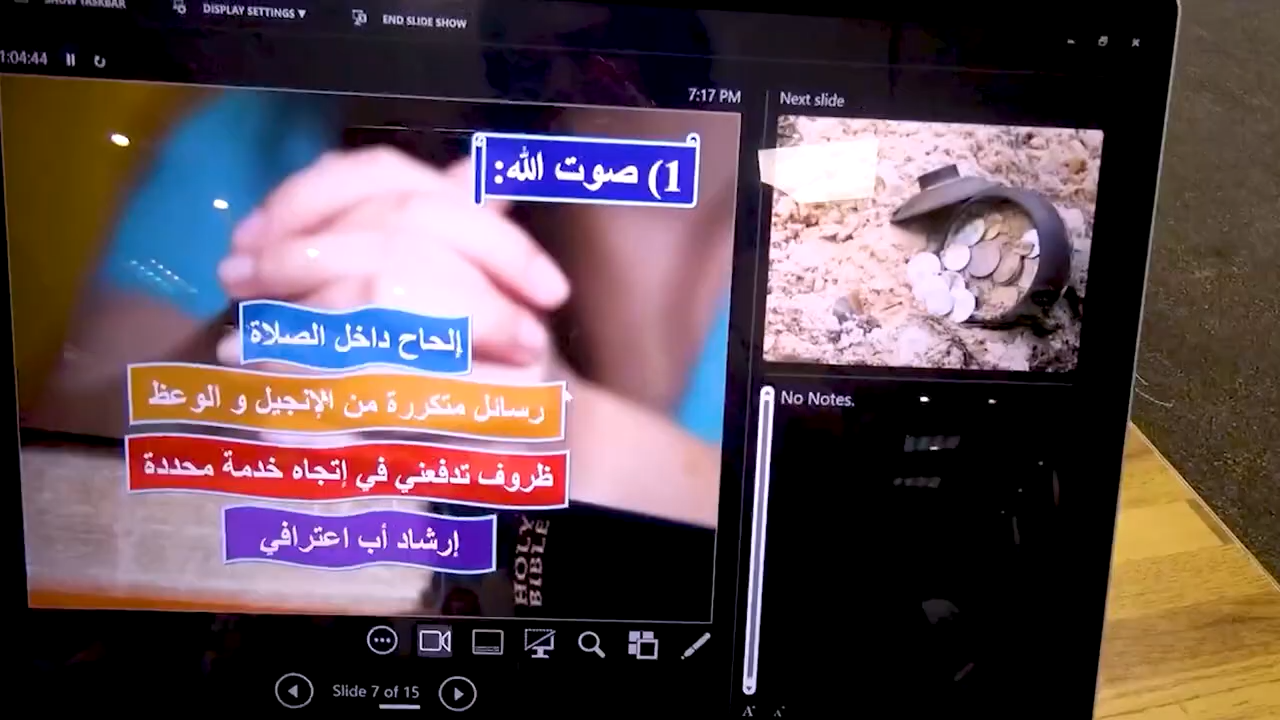 SHOW TASKBAR
DISPLAY SETTINGS ▼
END SLIDE SHOW
1:04:44
7:17 PM
Next slide
1) صوت الله:
إلحاح داخل الصلاة
رسائل متكررة من الإنجيل و الوعظ
ظروف تدفعني في إتجاه خدمة محددة
إرشاد أب اعترافي
HOLY
BIBLE
No Notes.
Slide 7 of 15
A A